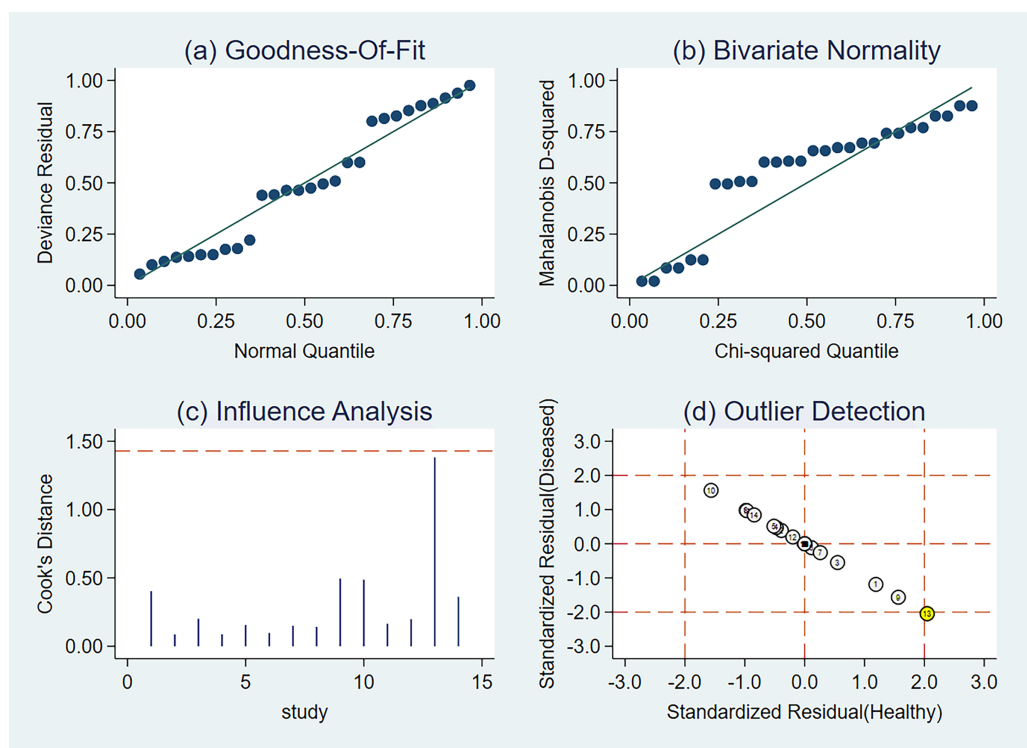 (a) Goodness-Of-Fit
Deviance Residual
1.00
0.75
0.50
0.25
0.00
0.00 0.25 0.50 0.75 1.00
Normal Quantile
(b) Bivariate Normality
Mahalanobis D-squared
1.00
0.75
0.50
0.25
0.00
0.00 0.25 0.50 0.75 1.00
Chi-squared Quantile
(c) Influence Analysis
Cook's Distance
1.50
1.00
0.50
0.00
0 5 10 15
study
(d) Outlier Detection
Standardized Residual(Diseased)
3.0
2.0
1.0
0.0
-1.0
-2.0
-3.0
10
14
12
7
3
1
9
13
-3.0 -2.0 -1.0 0.0 1.0 2.0 3.0
Standardized Residual(Healthy)